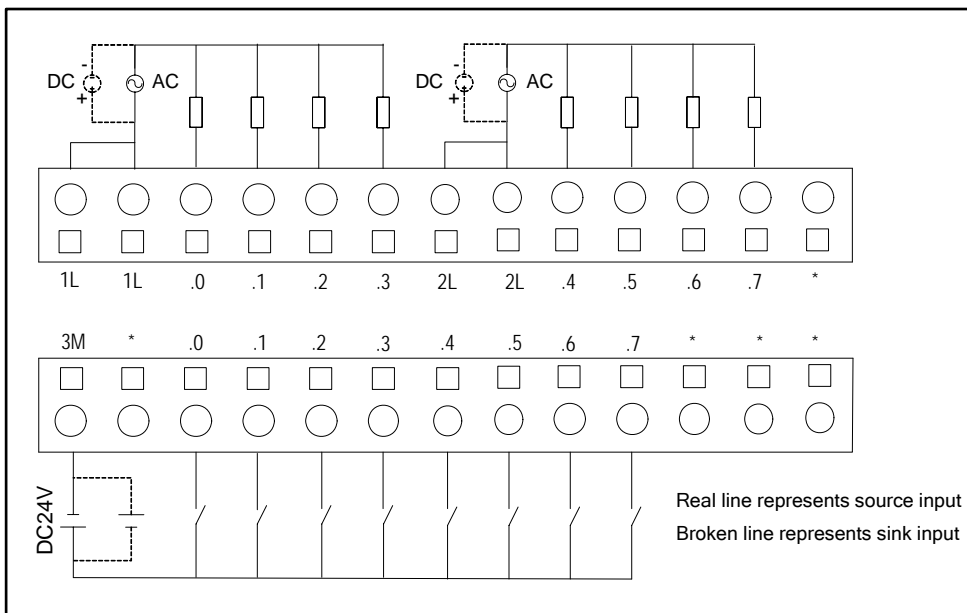 - -
DC AC DC AC
+ +
1L 1L .0 .1 .2 .3 2L 2L .4 .5 .6 .7 *
3M * .0 .1 .2 .3 .4 .5 .6 .7 * * *
DC24V
Real line represents source input
Broken line represents sink input